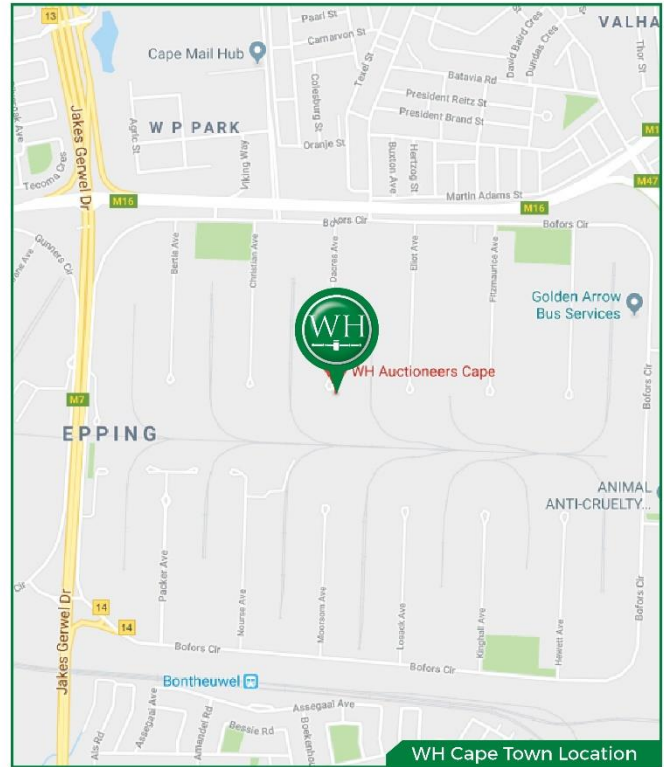 13
Paarl St
VALHA
Carnarvon St
Cape Mail Hub
Texel St
David Baird Cres
Dundas Cres
Thor St
Batavia Rd
Colesburg St
President Reitz St
President Brand St
Jakes Gerwel Dr
Agric St
W P PARK
Viking Way
Oranje St
Buxton Ave
Hertzog St
M1
Tecoma Cres
Martin Adams St
M47
M16
M16
Bofors Cir
Bofors Cir
Gunners Cir
Bertie Ave
Christian Ave
Dacres Ave
Eliot Ave
Fitzmaurice Ave
Golden Arrow
Bus Services
WH
WH Auctioneers Cape
Bofors Cir
M7
EPPING
ANIMAL
ANTI-CRUELTY...
Packer Ave
Nourse Ave
Moorsom Ave
Losack Ave
Kinghall Ave
Hewett Ave
Bofors Cir
Cir
14
14
Jakes Gerwel Dr
Bofors Cir
Bofors Cir
Bontheuwel
Assegaai Ave
Assegaai Ave
Amandel Rd
Bessie Rd
Als Rd
WH Cape Town Location